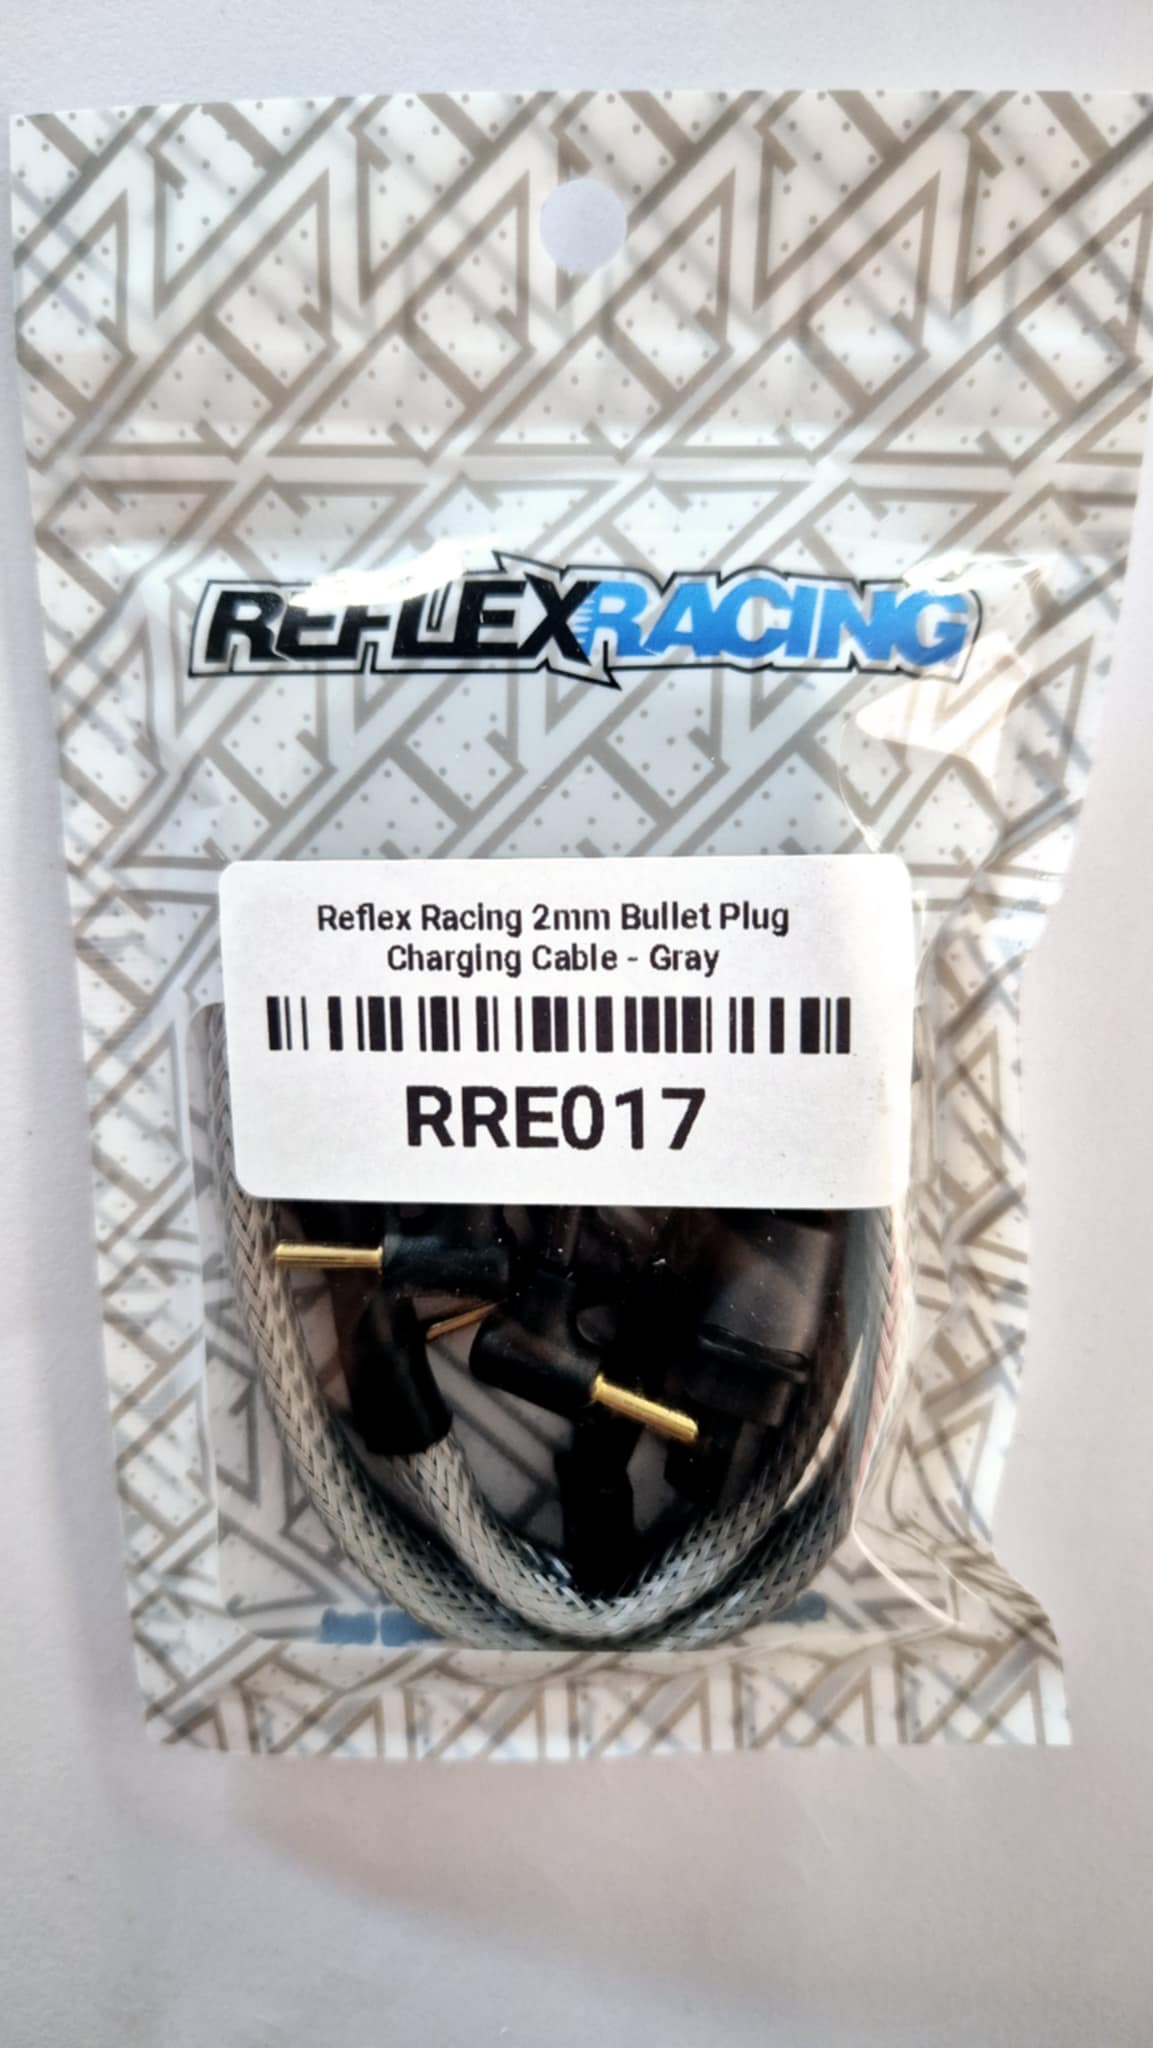 REFLEXRACING
Reflex Racing 2mm Bullet Plug
Charging Cable - Gray
RRE017